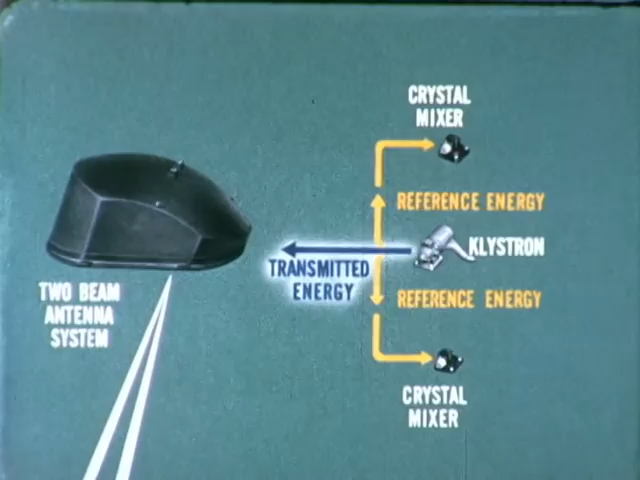 CRYSTAL
MIXER
REFERENCE ENERGY
KLYSTRON
TRANSMITTED
ENERGY
TWO BEAM
ANTENNA
SYSTEM
REFERENCE ENERGY
CRYSTAL
MIXER